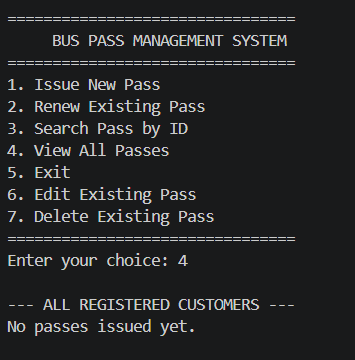 ================================
BUS PASS MANAGEMENT SYSTEM
================================
1. Issue New Pass
2. Renew Existing Pass
3. Search Pass by ID
4. View All Passes
5. Exit
6. Edit Existing Pass
7. Delete Existing Pass
================================
Enter your choice: 4
--- ALL REGISTERED CUSTOMERS ---
No passes issued yet.